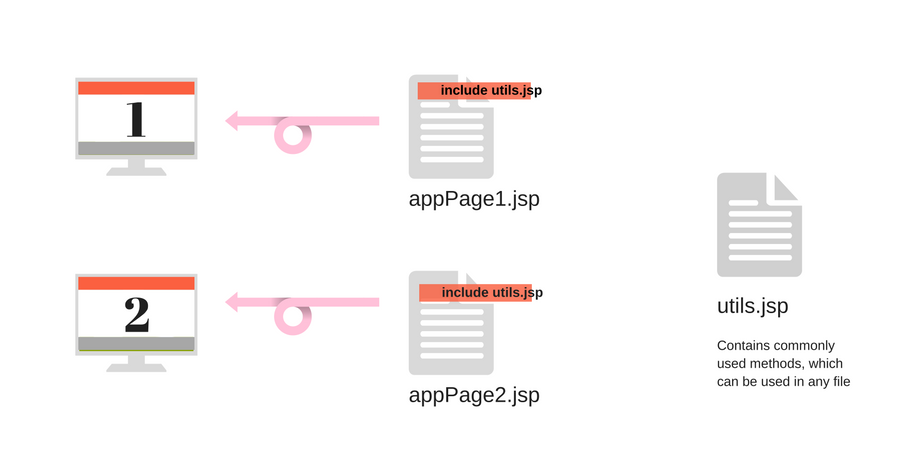 1
include utils.jsp
appPage1.jsp
2
include utils.jsp
appPage2.jsp
utils.jsp
Contains commonly
used methods, which
can be used in any file